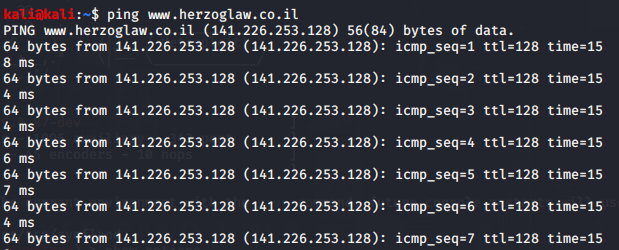 kali@kali:~$ ping www.herzoglaw.co.il
PING www.herzoglaw.co.il (141.226.253.128) 56(84) bytes of data.
64 bytes from 141.226.253.128 (141.226.253.128): icmp_seq=1 ttl=128 time=15
8 ms
64 bytes from 141.226.253.128 (141.226.253.128): icmp_seq=2 ttl=128 time=15
4 ms
64 bytes from 141.226.253.128 (141.226.253.128): icmp_seq=3 ttl=128 time=15
4 ms
64 bytes from 141.226.253.128 (141.226.253.128): icmp_seq=4 ttl=128 time=15
6 ms
64 bytes from 141.226.253.128 (141.226.253.128): icmp_seq=5 ttl=128 time=15
7 ms
64 bytes from 141.226.253.128 (141.226.253.128): icmp_seq=6 ttl=128 time=15
4 ms
64 bytes from 141.226.253.128 (141.226.253.128): icmp_seq=7 ttl=128 time=15